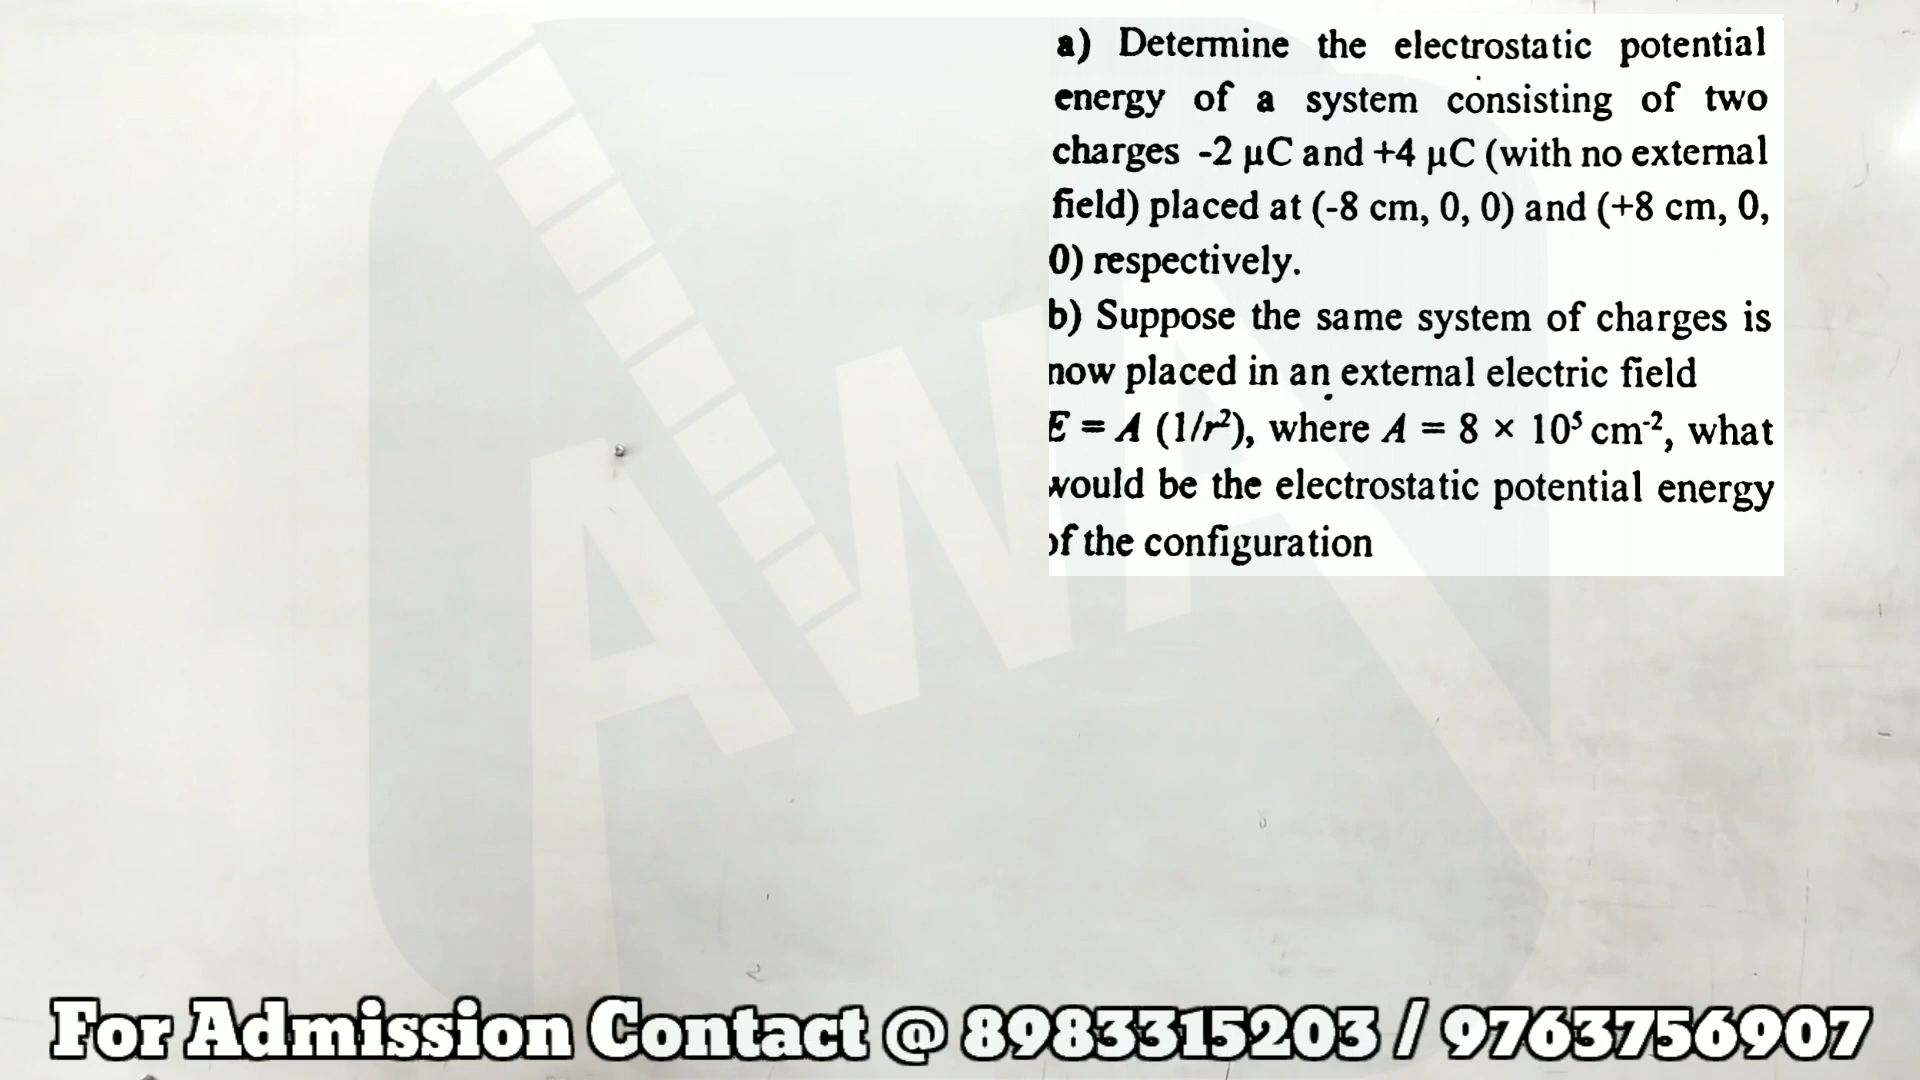 a) Determine the electrostatic potential
energy of a system consisting of two
charges -2 µC and +4 µC (with no external
field) placed at (-8 cm, 0, 0) and (+8 cm, 0,
0) respectively.
b) Suppose the same system of charges is
now placed in an external electric field
E = A (1/r²), where A = 8 × 10⁵ cm⁻², what
would be the electrostatic potential energy
of the configuration
AWA
For Admission Contact @ 8983315203 / 9763756907